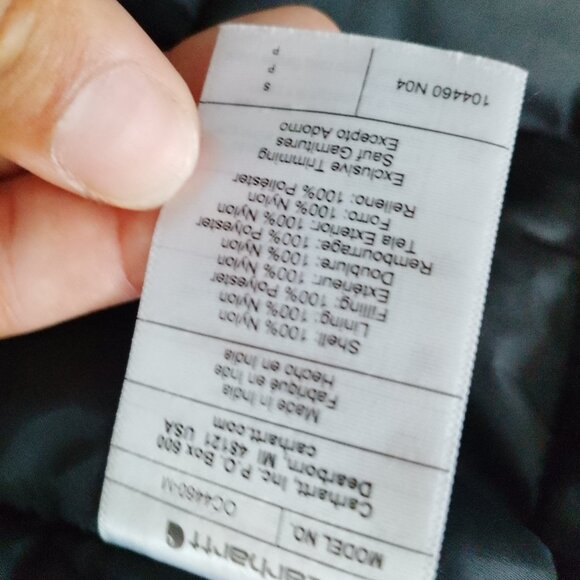 carhartt
MODEL NO. OC4460-M
Carhartt, Inc. P.O. Box 600
Dearborn, MI 48121 USA
carhartt.com
Made in India
Fabriqué en Inde
Hecho en India
Shell: 100% Nylon
Lining: 100% Nylon
Filling: 100% Polyester
Extérieur: 100% Nylon
Doublure: 100% Nylon
Rembourrage: 100% Polyester
Tela Exterior: 100% Nylon
Forro: 100% Nylon
Relleno: 100% Poliéster
Exclusive Trimming
Sauf Garnitures
Excepto Adorno
104460 N04 S
P
P